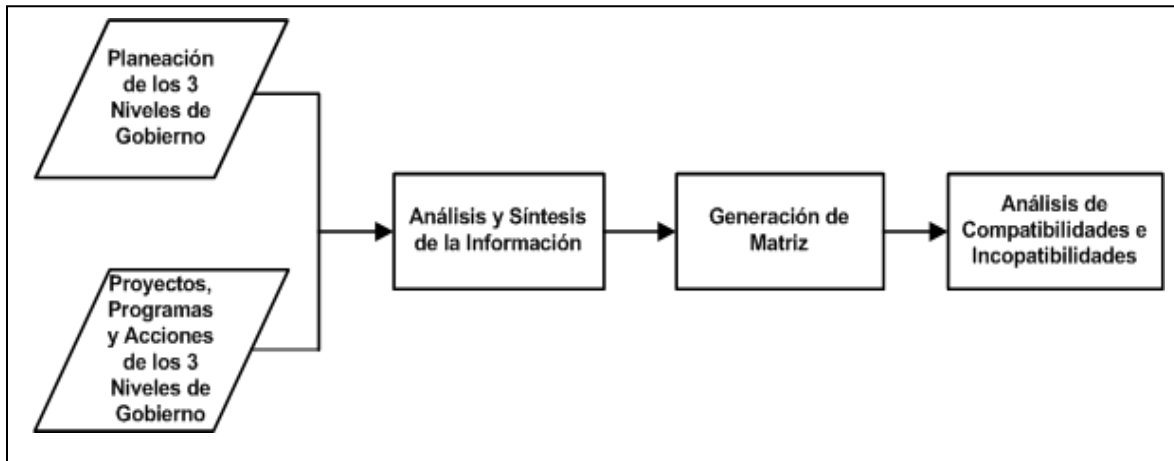 Planeación
de los 3
Niveles de
Gobierno
Proyectos,
Programas
y Acciones
de los 3
Niveles de
Gobierno
Análisis y Síntesis
de la Información
Generación de
Matriz
Análisis de
Compatibilidades e
Incopatibilidades